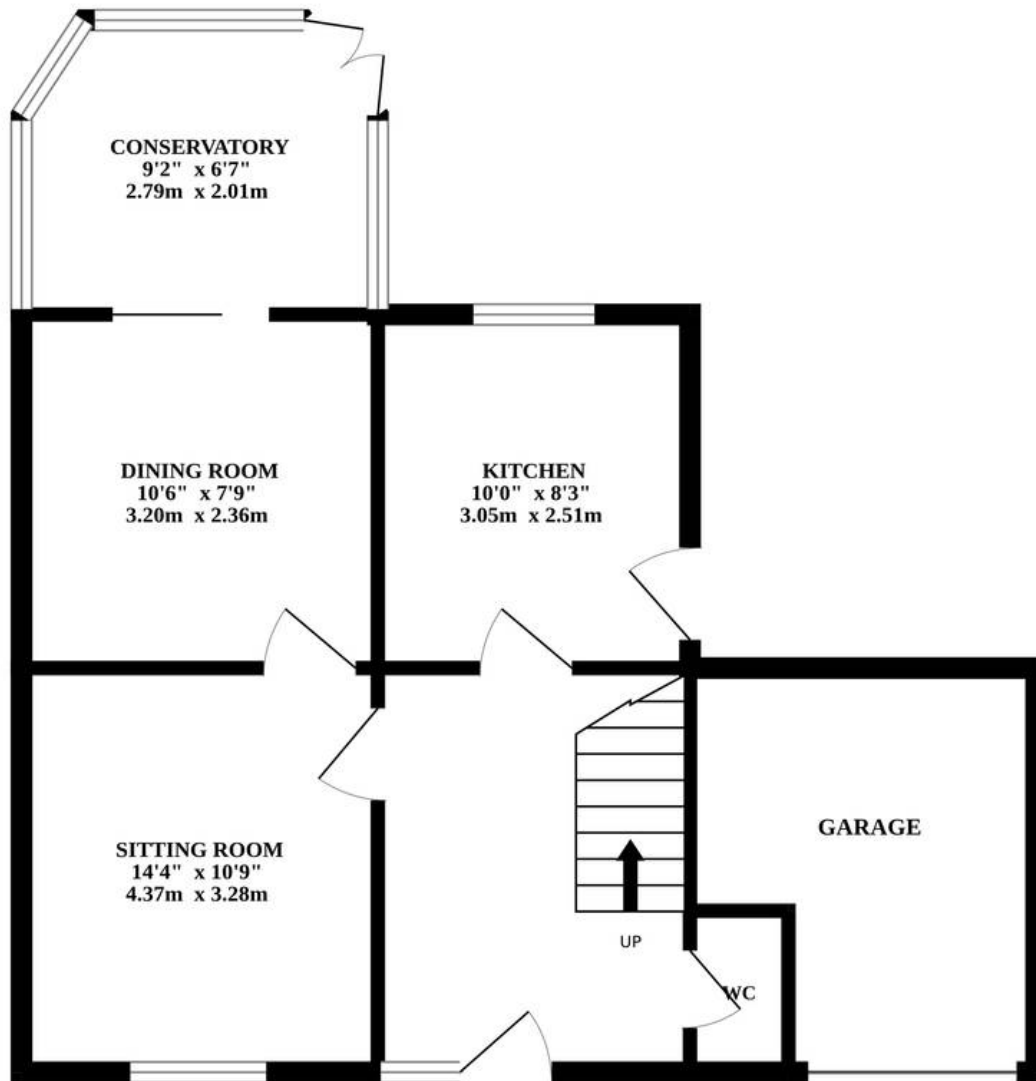 CONSERVATORY
9'2" x 6'7"
2.79m x 2.01m
DINING ROOM
10'6" x 7'9"
3.20m x 2.36m
KITCHEN
10'0" x 8'3"
3.05m x 2.51m
SITTING ROOM
14'4" x 10'9"
4.37m x 3.28m
GARAGE
UP
WC